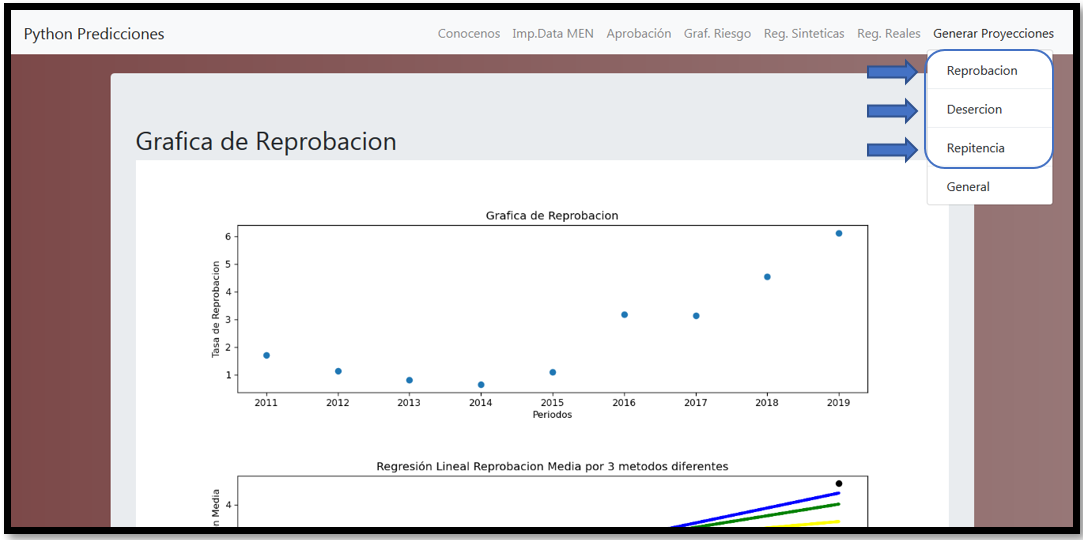 Python Predicciones
Conocenos Imp.Data MEN Aprobación Graf. Riesgo Reg. Sinteticas Reg. Reales Generar Proyecciones
Reprobacion
Desercion
Repitencia
General
Grafica de Reprobacion
Grafica de Reprobacion
Tasa de Reprobacion
6
5
4
3
2
1
2011 2012 2013 2014 2015 2016 2017 2018 2019
Periodos
Regresión Lineal Reprobacion Media por 3 metodos diferentes
Media
4